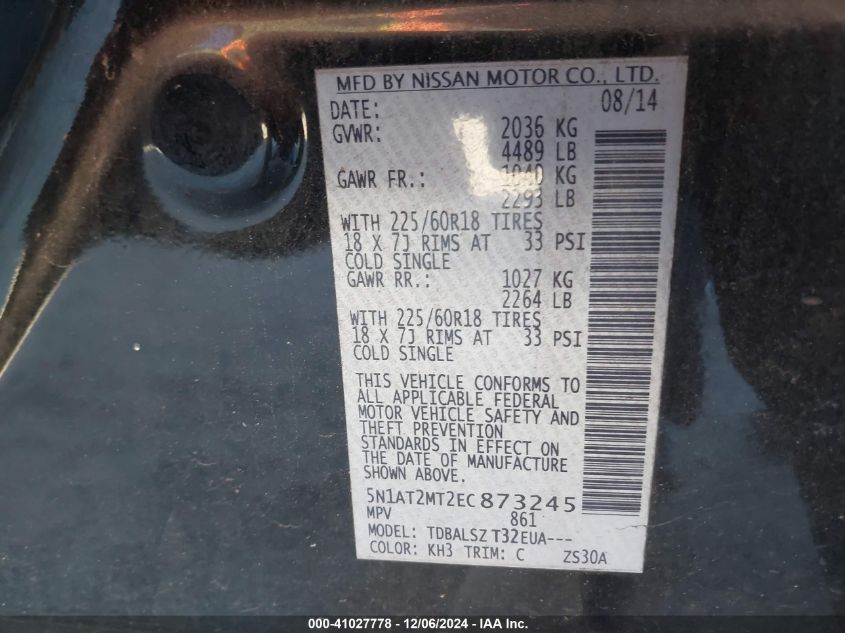 MFD BY NISSAN MOTOR CO., LTD.
DATE: 08/14
GVWR: 2036 KG
4489 LB
GAWR FR.: 1040 KG
2293 LB
WITH 225/60R18 TIRES
18 X 7J RIMS AT 33 PSI
COLD SINGLE
GAWR RR.: 1027 KG
2264 LB
WITH 225/60R18 TIRES
18 X 7J RIMS AT 33 PSI
COLD SINGLE
THIS VEHICLE CONFORMS TO
ALL APPLICABLE FEDERAL
MOTOR VEHICLE SAFETY AND
THEFT PREVENTION
STANDARDS IN EFFECT ON
THE DATE OF MANUFACTURE
SHOWN ABOVE.
5N1AT2MT2EC873245
MPV 861
MODEL: TDBALSZ T32EUA---
COLOR: KH3 TRIM: C ZS30A
000-41027778 - 12/06/2024 - IAA Inc.